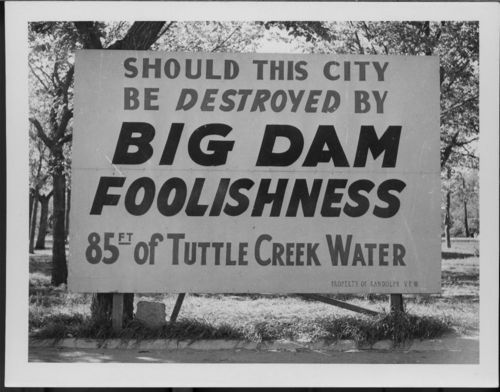 SHOULD THIS CITY
BE DESTROYED BY
BIG DAM
FOOLISHNESS
85FT of TUTTLE CREEK WATER
PROPERTY OF RANDOLPH V.F.W.